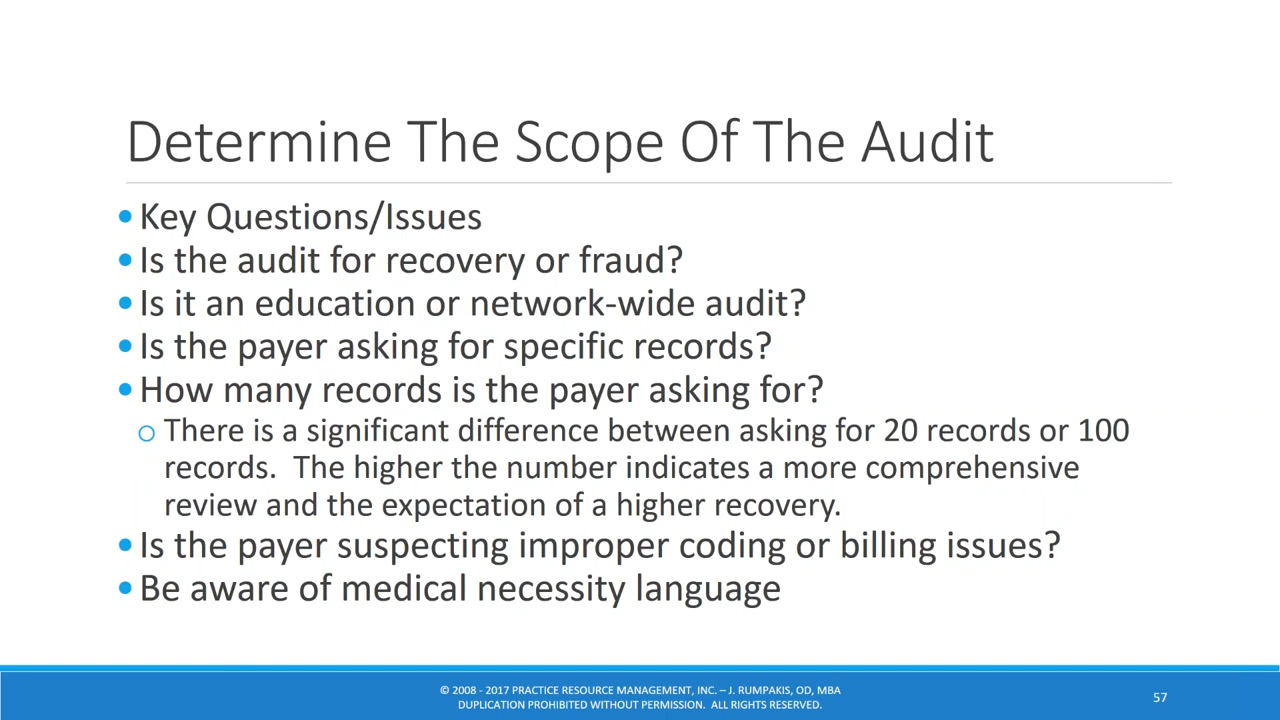 Determine The Scope Of The Audit
•Key Questions/Issues
•Is the audit for recovery or fraud?
•Is it an education or network-wide audit?
•Is the payer asking for specific records?
•How many records is the payer asking for?
o There is a significant difference between asking for 20 records or 100
records.  The higher the number indicates a more comprehensive
review and the expectation of a higher recovery.
•Is the payer suspecting improper coding or billing issues?
•Be aware of medical necessity language
© 2008 - 2017 PRACTICE RESOURCE MANAGEMENT, INC. – J. RUMPAKIS, OD, MBA
DUPLICATION PROHIBITED WITHOUT PERMISSION.  ALL RIGHTS RESERVED.
57